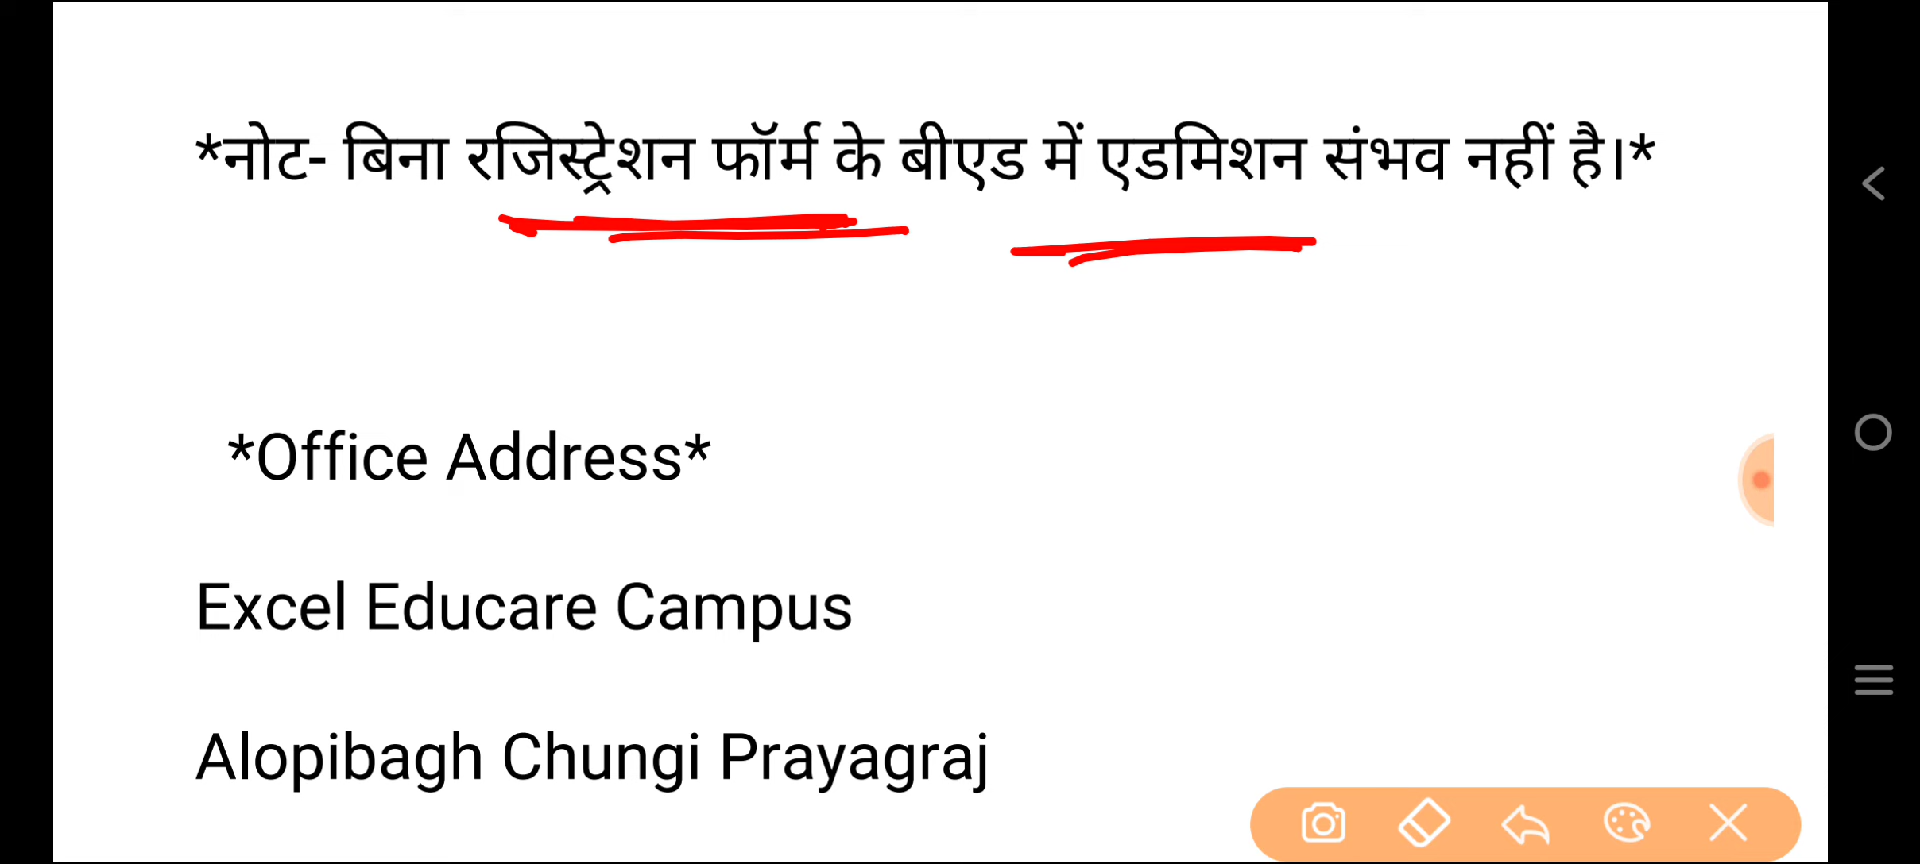 *नोट- बिना रजिस्ट्रेशन फॉर्म के बीएड में एडमिशन संभव नहीं है।*
*Office Address*
Excel Educare Campus
Alopibagh Chungi Prayagraj